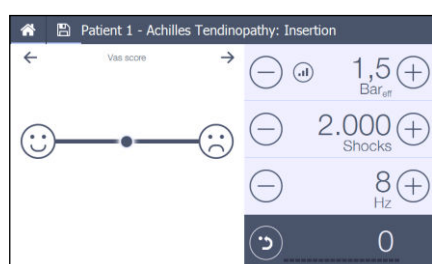 Patient 1 - Achilles Tendinopathy: Insertion
Vas score
1,5
Bar eff
2.000
Shocks
8
Hz
0